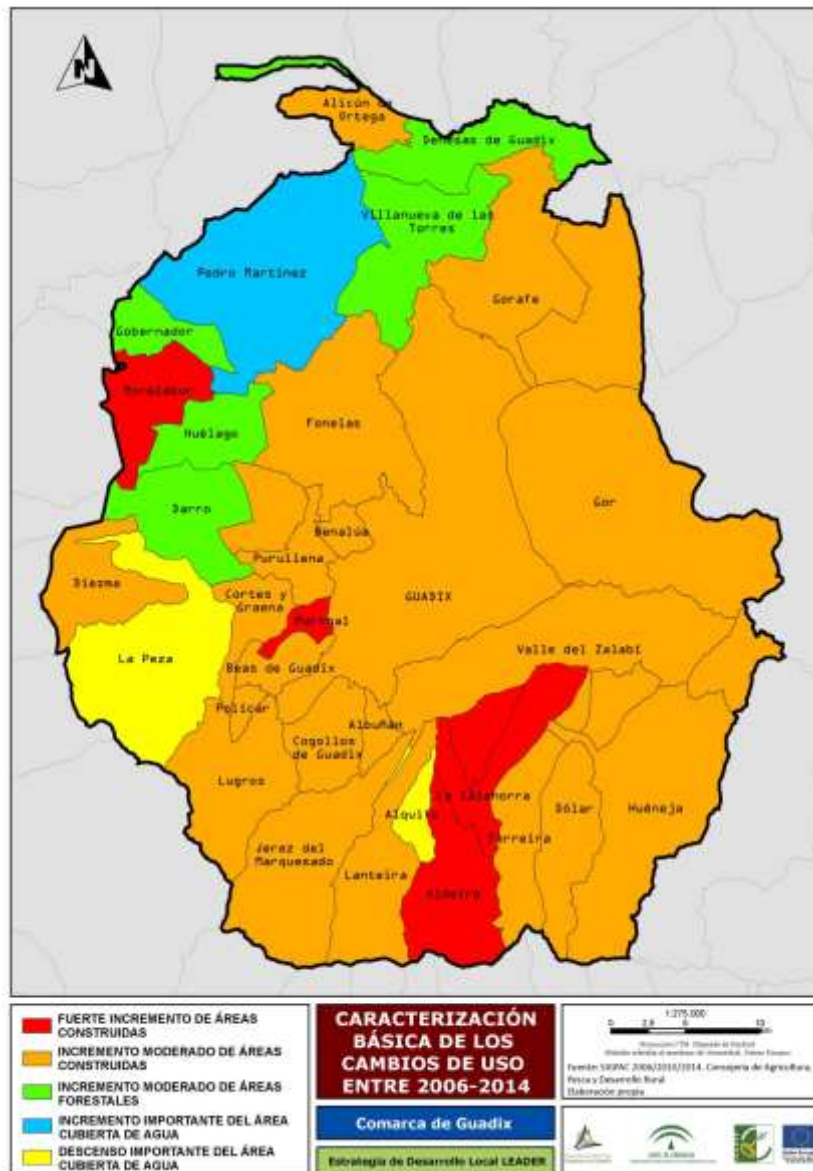 N
Alicún de
Ortega
Dehesas de Guadix
Villanueva de las
Torres
Pedro Martínez
Gorafe
Gobernador
Morelábor
Fonelas
Huélago
Gor
Darro
Benalúa
Purullena
Diezma
Cortes y
Graena
GUADIX
Marchal
Valle del Zalabí
La Peza
Beas de Guadix
Polícar
Albuñán
Cogollos
de Guadix
Lugros
La Calahorra
Alquife
Dólar
Huéneja
Ferreira
Jerez del
Marquesado
Lanteira
Aldeire
FUERTE INCREMENTO DE ÁREAS
CONSTRUIDAS
INCREMENTO MODERADO DE ÁREAS
CONSTRUIDAS
INCREMENTO MODERADO DE ÁREAS
FORESTALES
INCREMENTO IMPORTANTE DEL ÁREA
CUBIERTA DE AGUA
DESCENSO IMPORTANTE DEL ÁREA
CUBIERTA DE AGUA
CARACTERIZACIÓN
BÁSICA DE LOS
CAMBIOS DE USO
ENTRE 2006-2014
Comarca de Guadix
Estrategia de Desarrollo Local LEADER
1:275.000
Fuente: SIGPAC 2006/2010/2014. Consejería de Agricultura,
Pesca y Desarrollo Rural
Elaboración propia